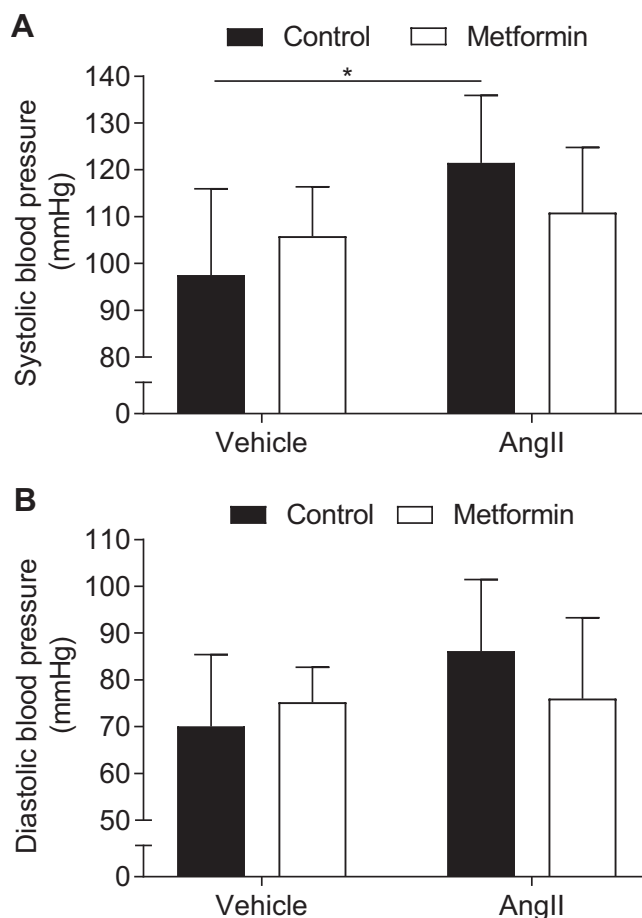 A
Control Metformin
Systolic blood pressure
(mmHg)
140
130
120
110
100
90
80
0
*
Vehicle AngII
B
Control Metformin
Diastolic blood pressure
(mmHg)
110
100
90
80
70
60
50
0
Vehicle AngII